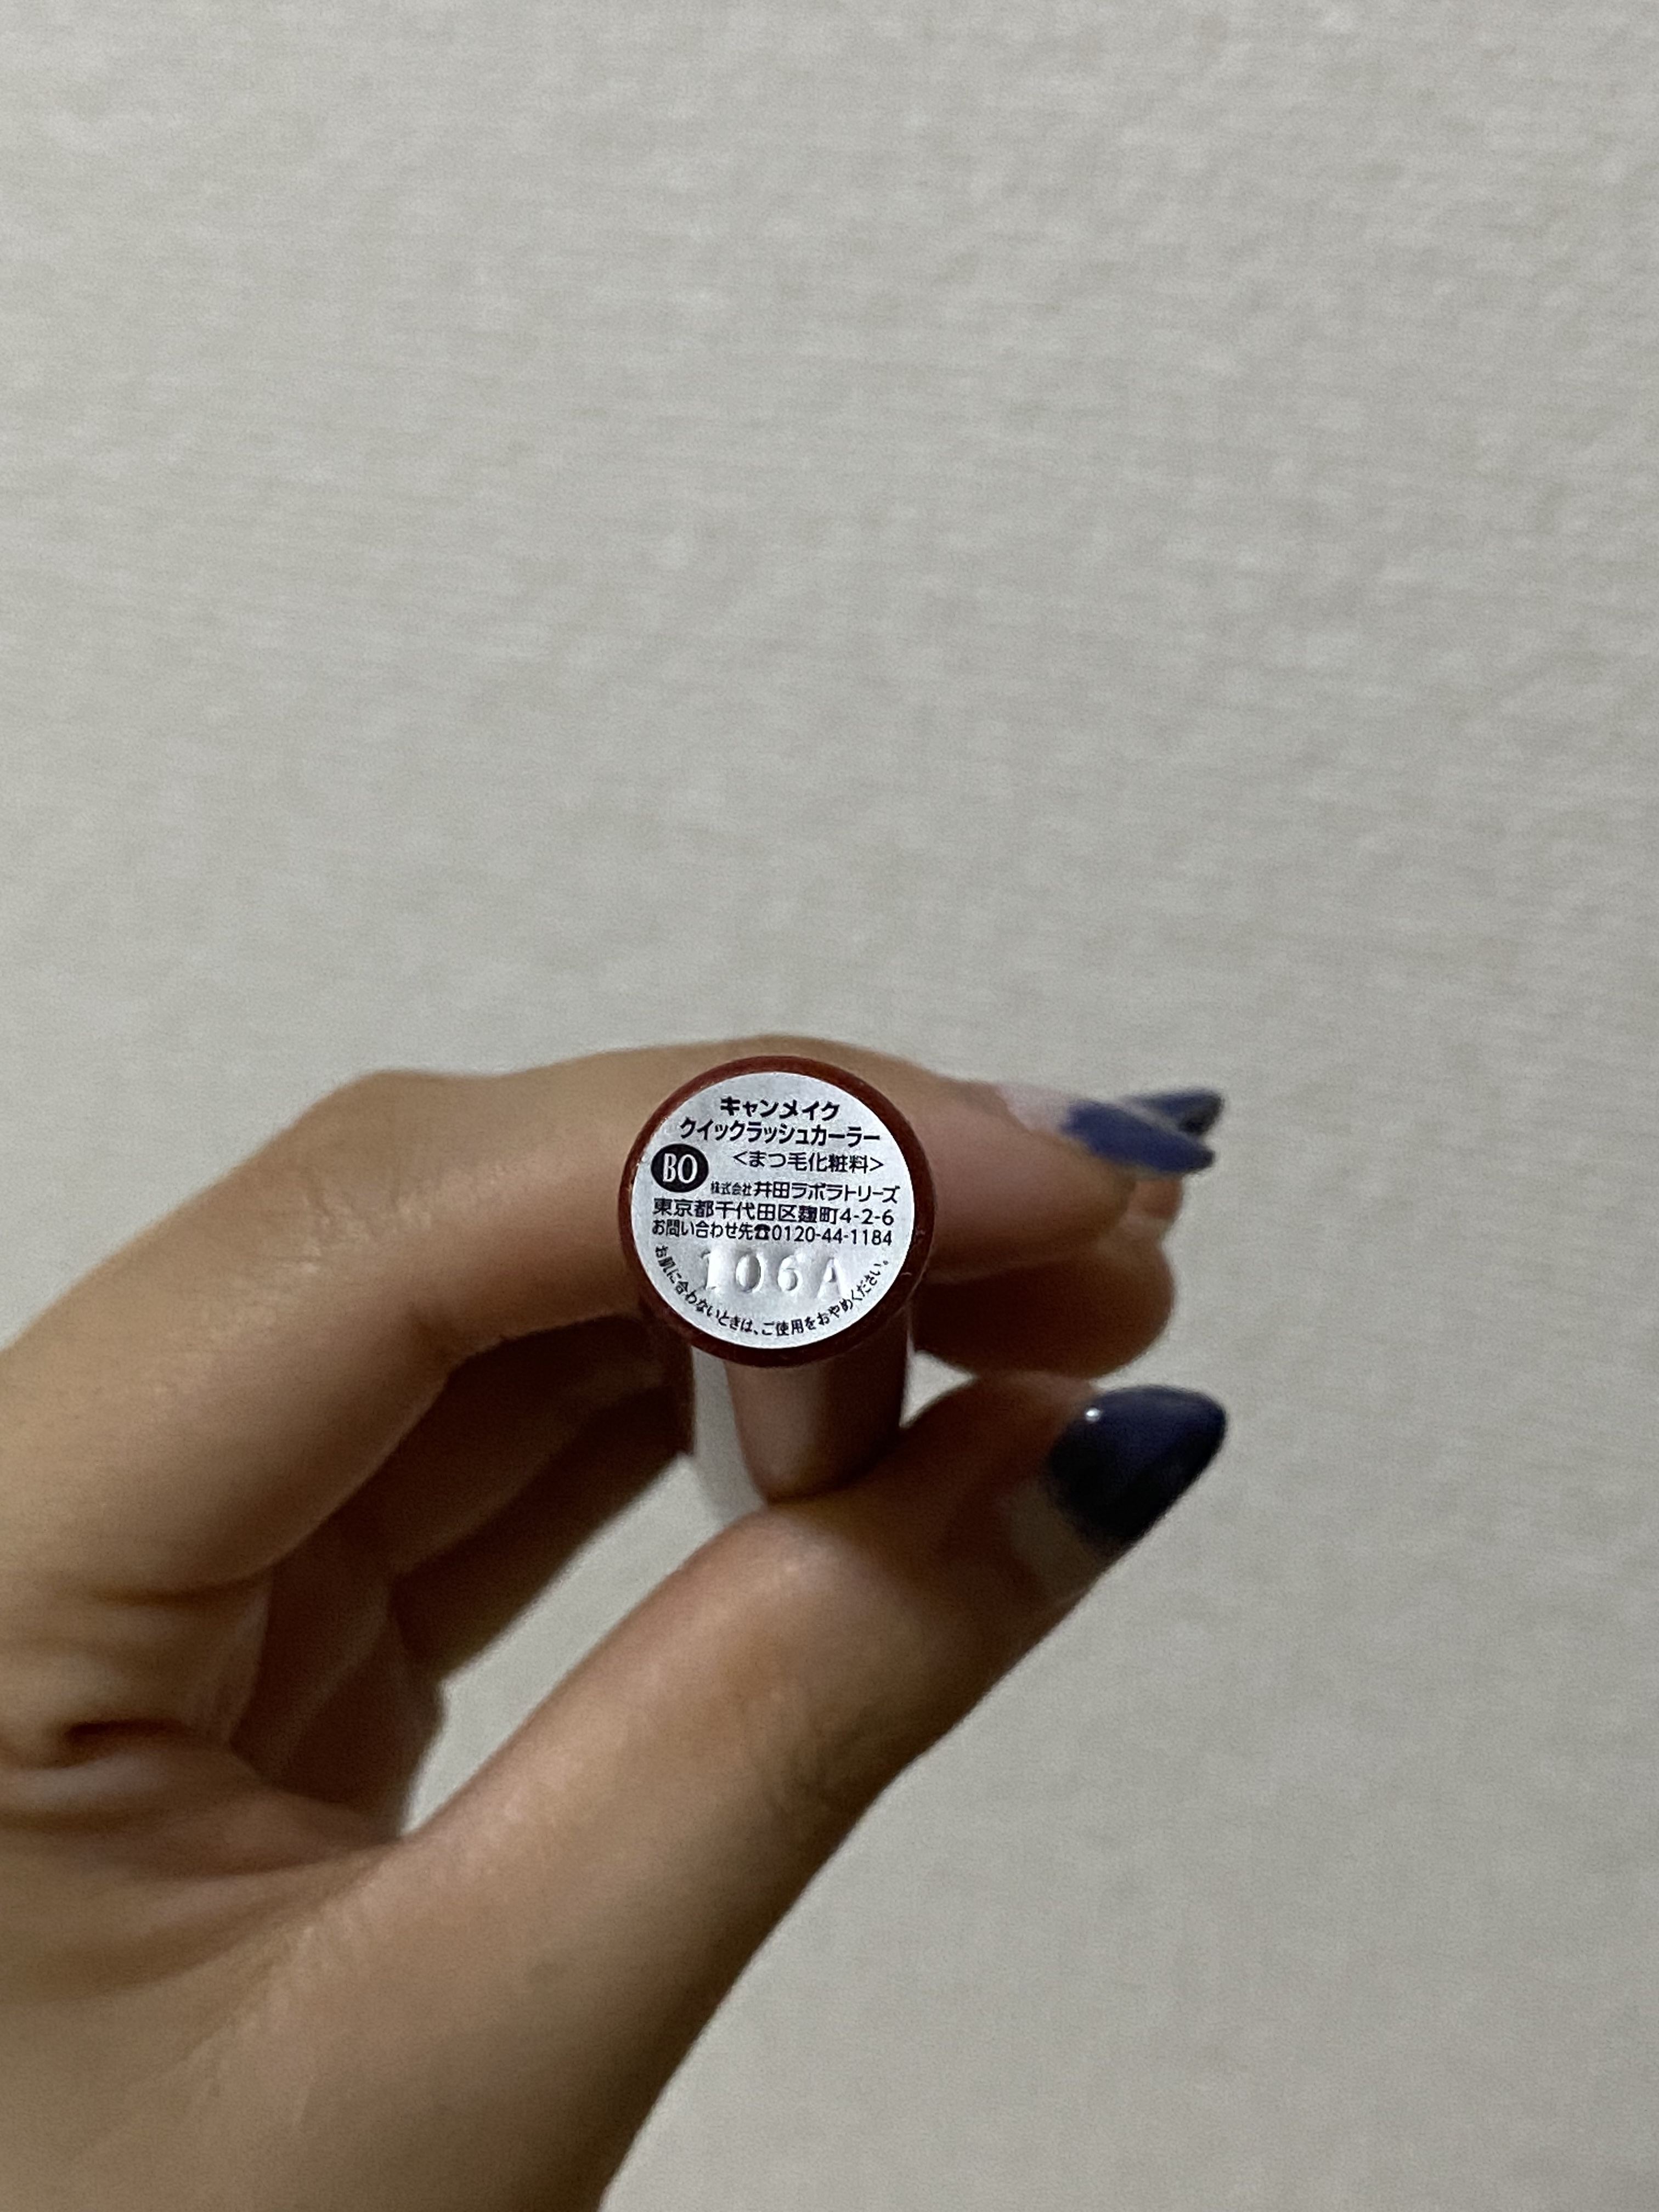 キャンメイク
クイックラッシュカーラー
BO <まつ毛化粧料>
株式会社井田ラボラトリーズ
東京都千代田区麹町4-2-6
お問い合わせ先☎0120-44-1184
106A
お肌に合わないときは、ご使用をおやめください。